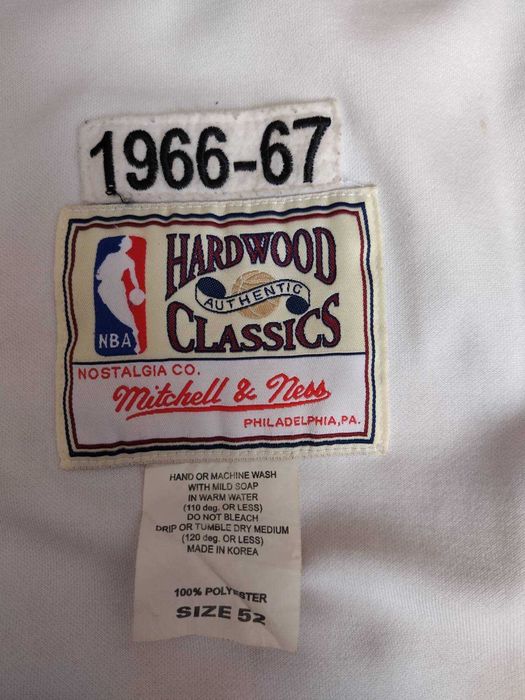 1966-67
HARDWOOD
AUTHENTIC
CLASSICS
NBA
NOSTALGIA CO.
Mitchell & Ness
PHILADELPHIA, PA.
HAND OR MACHINE WASH
WITH MILD SOAP
IN WARM WATER
(110 deg. OR LESS)
DO NOT BLEACH
DRIP OR TUMBLE DRY MEDIUM
(120 deg. OR LESS)
MADE IN KOREA
100% POLYESTER
SIZE 52